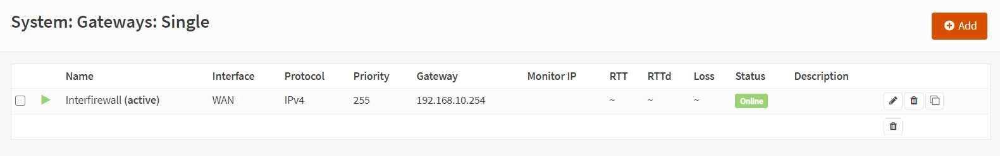 System: Gateways: Single
Add
Name Interface Protocol Priority Gateway Monitor IP RTT RTTd Loss Status Description
Interfirewall (active) WAN IPv4 255 192.168.10.254 ~ ~ ~ Online